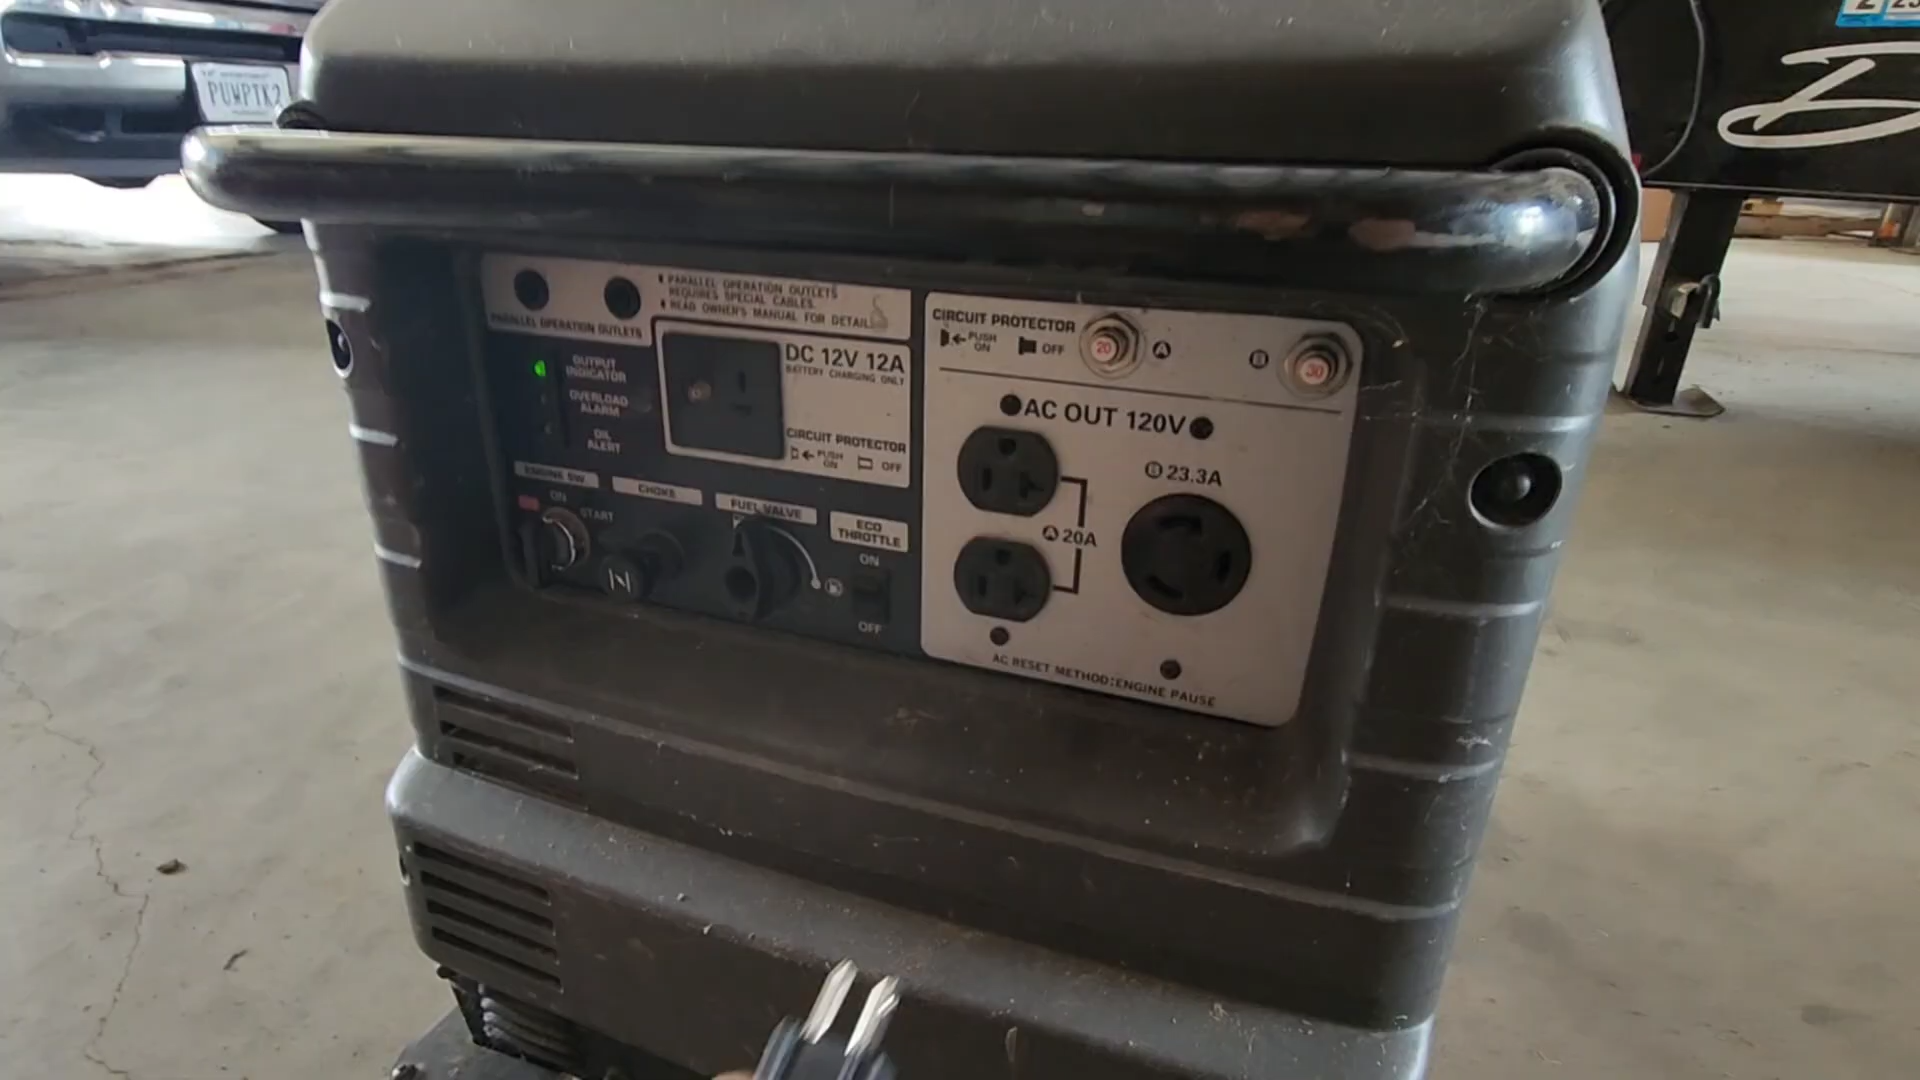 PUMPTK2
PARALLEL OPERATION OUTLETS
REQUIRES SPECIAL CABLES.
READ OWNER'S MANUAL FOR DETAIL
PARALLEL OPERATION OUTLETS
OUTPUT
INDICATOR
OVERLOAD
ALARM
OIL
ALERT
DC 12V 12A
BATTERY CHARGING ONLY
CIRCUIT PROTECTOR
PUSH
ON
OFF
ENGINE SW
ON
START
CHOKE
FUEL VALVE
ECO
THROTTLE
ON
OFF
CIRCUIT PROTECTOR
PUSH
ON
OFF
20
A
B
30
AC OUT 120V
B 23.3A
A 20A
AC RESET METHOD:ENGINE PAUSE